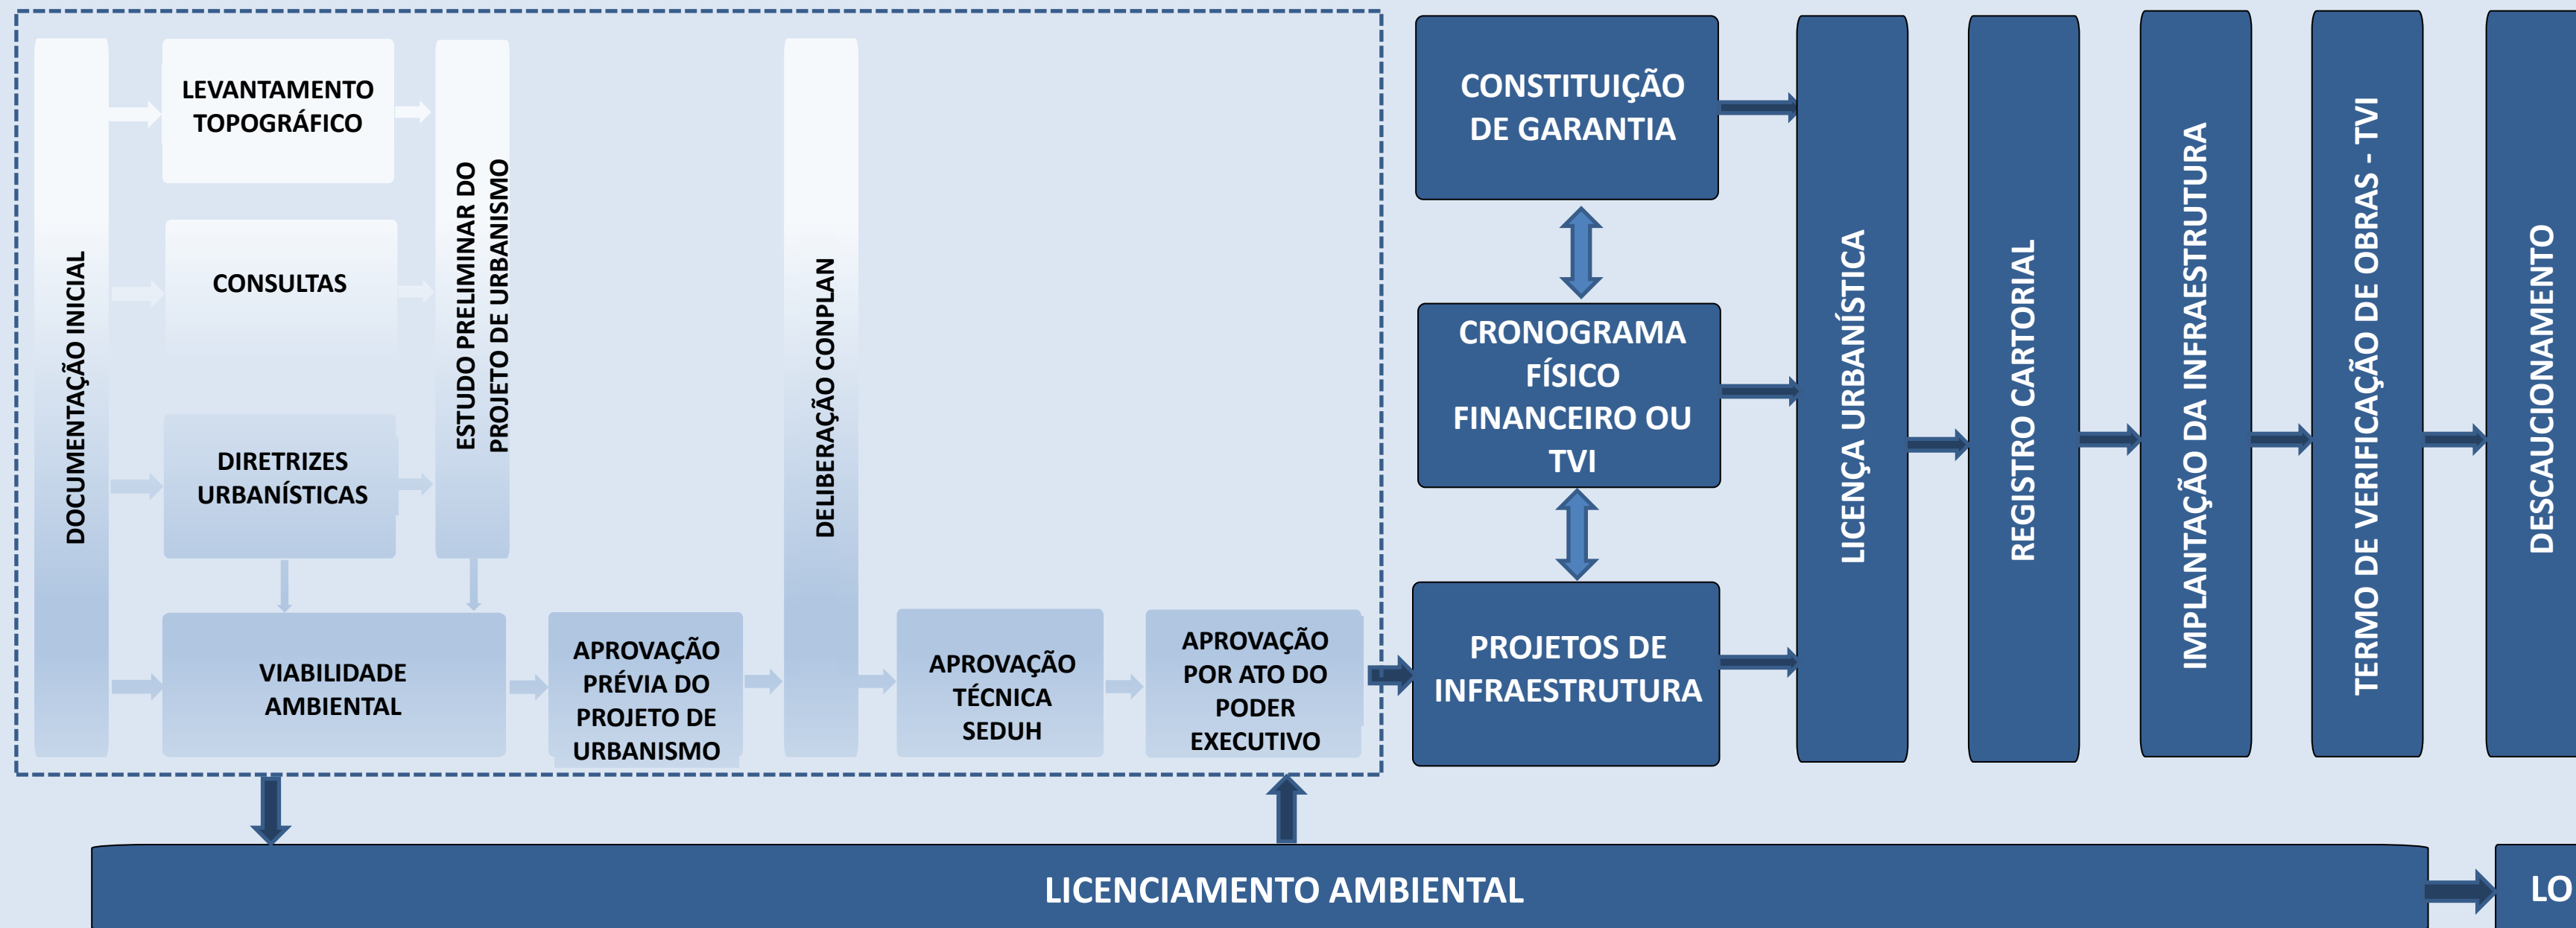 DOCUMENTAÇÃO INICIAL
LEVANTAMENTO
TOPOGRÁFICO
CONSULTAS
DIRETRIZES
URBANÍSTICAS
ESTUDO PRELIMINAR DO
PROJETO DE URBANISMO
VIABILIDADE
AMBIENTAL
APROVAÇÃO
PRÉVIA DO
PROJETO DE
URBANISMO
DELIBERAÇÃO CONPLAN
APROVAÇÃO
TÉCNICA
SEDUH
APROVAÇÃO
POR ATO DO
PODER
EXECUTIVO
CONSTITUIÇÃO
DE GARANTIA
CRONOGRAMA
FÍSICO
FINANCEIRO OU
TVI
PROJETOS DE
INFRAESTRUTURA
LICENÇA URBANÍSTICA
REGISTRO CARTORIAL
IMPLANTAÇÃO DA INFRAESTRUTURA
TERMO DE VERIFICAÇÃO DE OBRAS - TVI
DESCAUCIONAMENTO
LICENCIAMENTO AMBIENTAL
LO